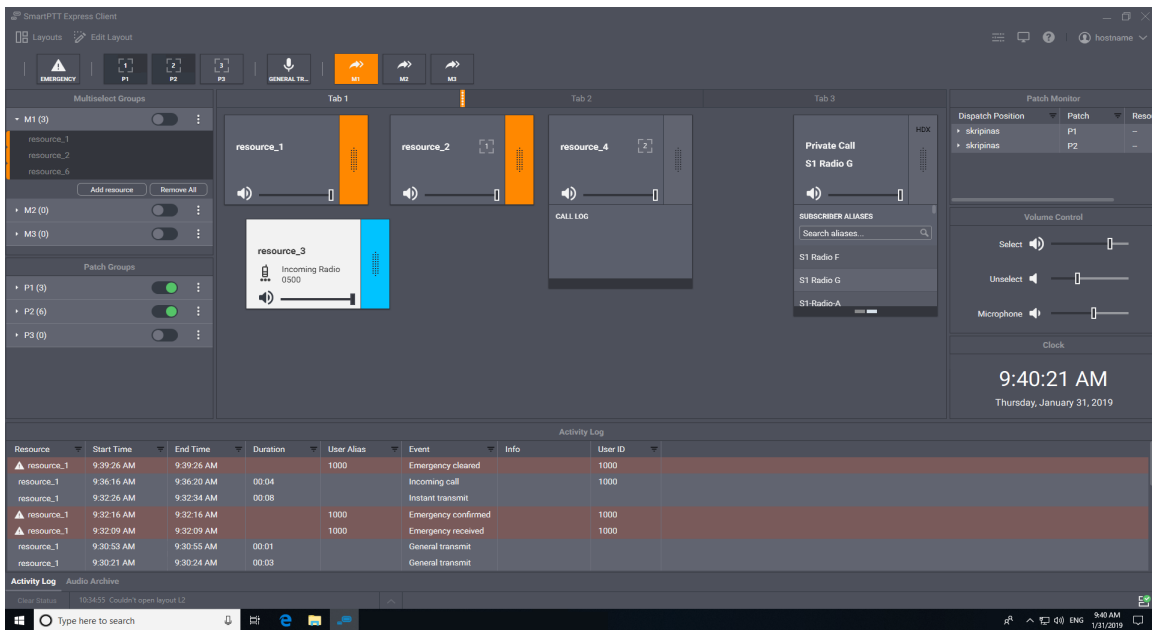 SmartPTT Express Client
Layouts Edit Layout hostname
EMERGENCY 1 P1 2 P2 3 P3 GENERAL TR... M1 M2 M3
Multiselect Groups Tab 1 Tab 2 Tab 3 Patch Monitor
M1 (3)
resource_1
resource_2
resource_6
Add resource Remove All
M2 (0)
M3 (0)
Patch Groups
P1 (3)
P2 (6)
P3 (0)
resource_1
resource_2 1
resource_4 2
CALL LOG
resource_3
Incoming Radio
0500
HDX
Private Call
S1 Radio G
SUBSCRIBER ALIASES
Search aliases...
S1 Radio F
S1 Radio G
S1-Radio-A
Dispatch Position Patch Reso
skripinas P1 –
skripinas P2 –
Volume Control
Select
Unselect
Microphone
Clock
9:40:21 AM
Thursday, January 31, 2019
Activity Log
Resource Start Time End Time Duration User Alias Event Info User ID
resource_1 9:39:26 AM 9:39:26 AM 1000 Emergency cleared 1000
resource_1 9:36:16 AM 9:36:20 AM 00:04 Incoming call 1000
resource_1 9:32:26 AM 9:32:34 AM 00:08 Instant transmit
resource_1 9:32:16 AM 9:32:16 AM 1000 Emergency confirmed 1000
resource_1 9:32:09 AM 9:32:09 AM 1000 Emergency received 1000
resource_1 9:30:53 AM 9:30:55 AM 00:01 General transmit
resource_1 9:30:21 AM 9:30:24 AM 00:03 General transmit
Activity Log Audio Archive
Clear Status 10:34:55 Couldn't open layout L2
Type here to search ENG 9:40 AM
1/31/2019